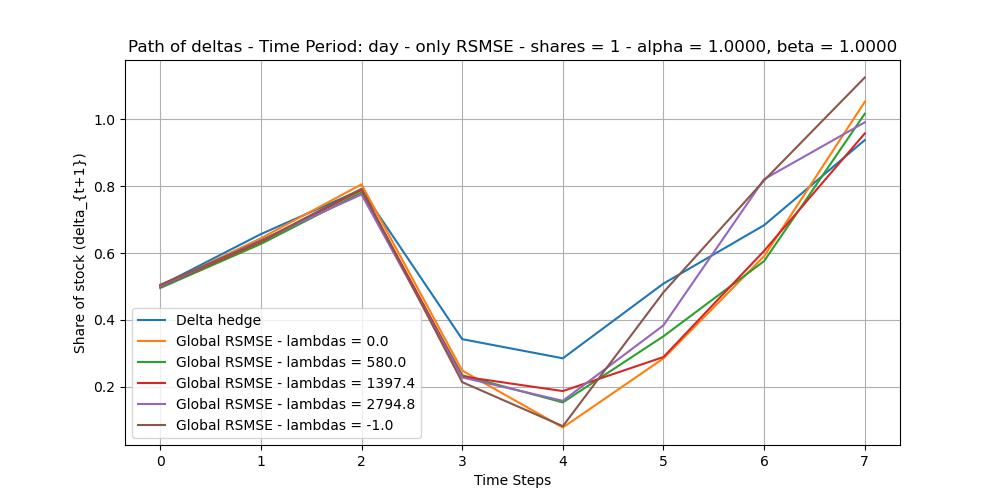 Path of deltas - Time Period: day - only RSMSE - shares = 1 - alpha = 1.0000, beta = 1.0000
Share of stock (delta_{t+1})
1.0
0.8
0.6
0.4
0.2
Delta hedge
Global RSMSE - lambdas = 0.0
Global RSMSE - lambdas = 580.0
Global RSMSE - lambdas = 1397.4
Global RSMSE - lambdas = 2794.8
Global RSMSE - lambdas = -1.0
0 1 2 3 4 5 6 7
Time Steps